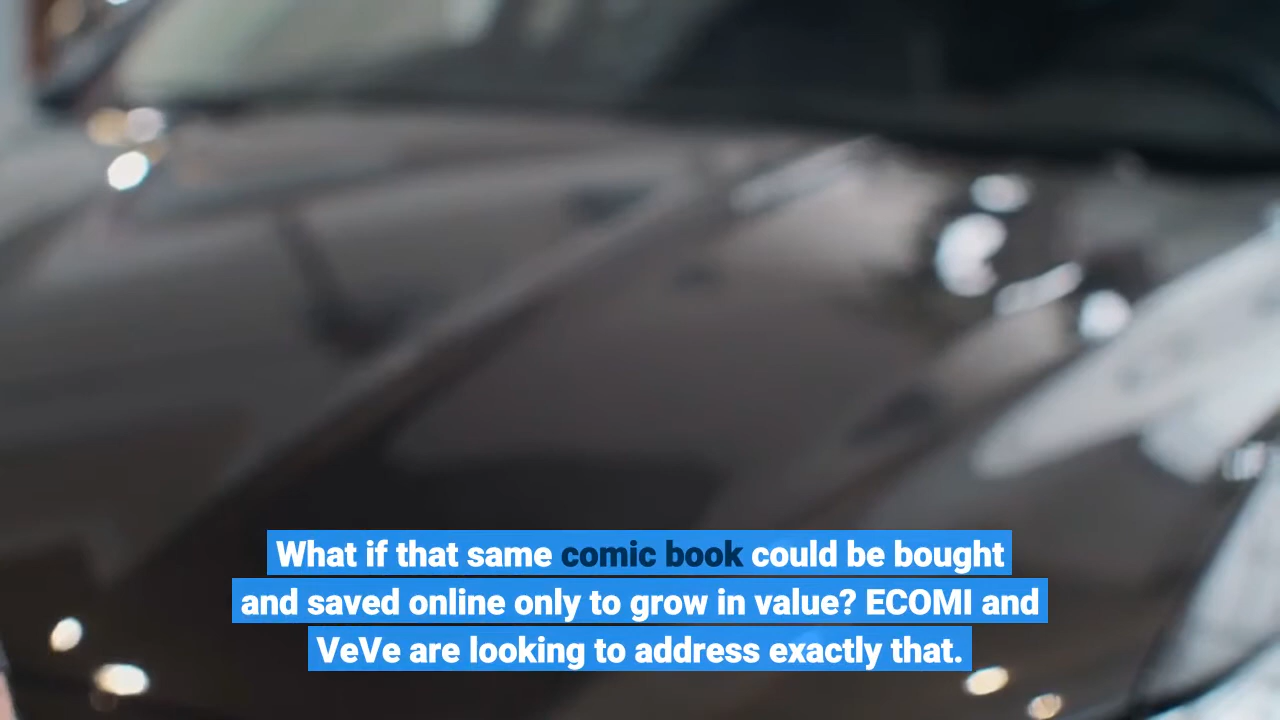 What if that same comic book could be bought
and saved online only to grow in value? ECOMI and
VeVe are looking to address exactly that.